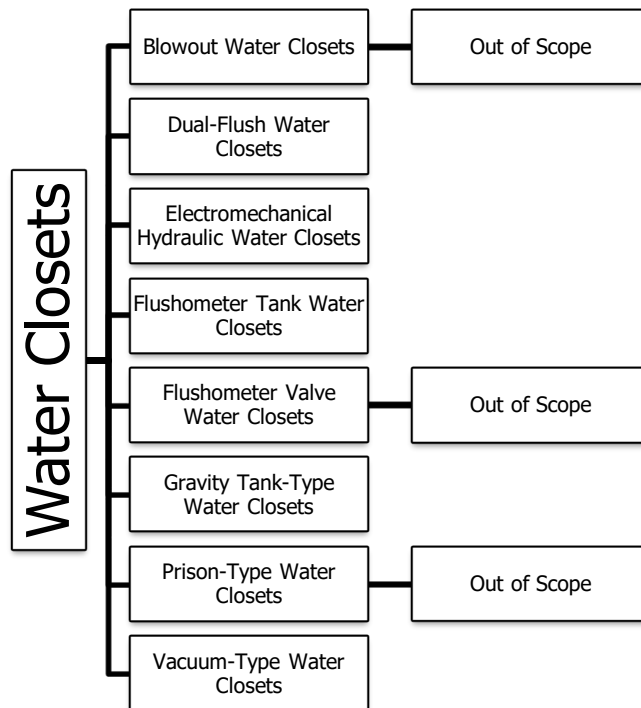 Water Closets
Blowout Water Closets
Out of Scope
Dual-Flush Water
Closets
Electromechanical
Hydraulic Water Closets
Flushometer Tank Water
Closets
Flushometer Valve
Water Closets
Out of Scope
Gravity Tank-Type
Water Closets
Prison-Type Water
Closets
Out of Scope
Vacuum-Type Water
Closets